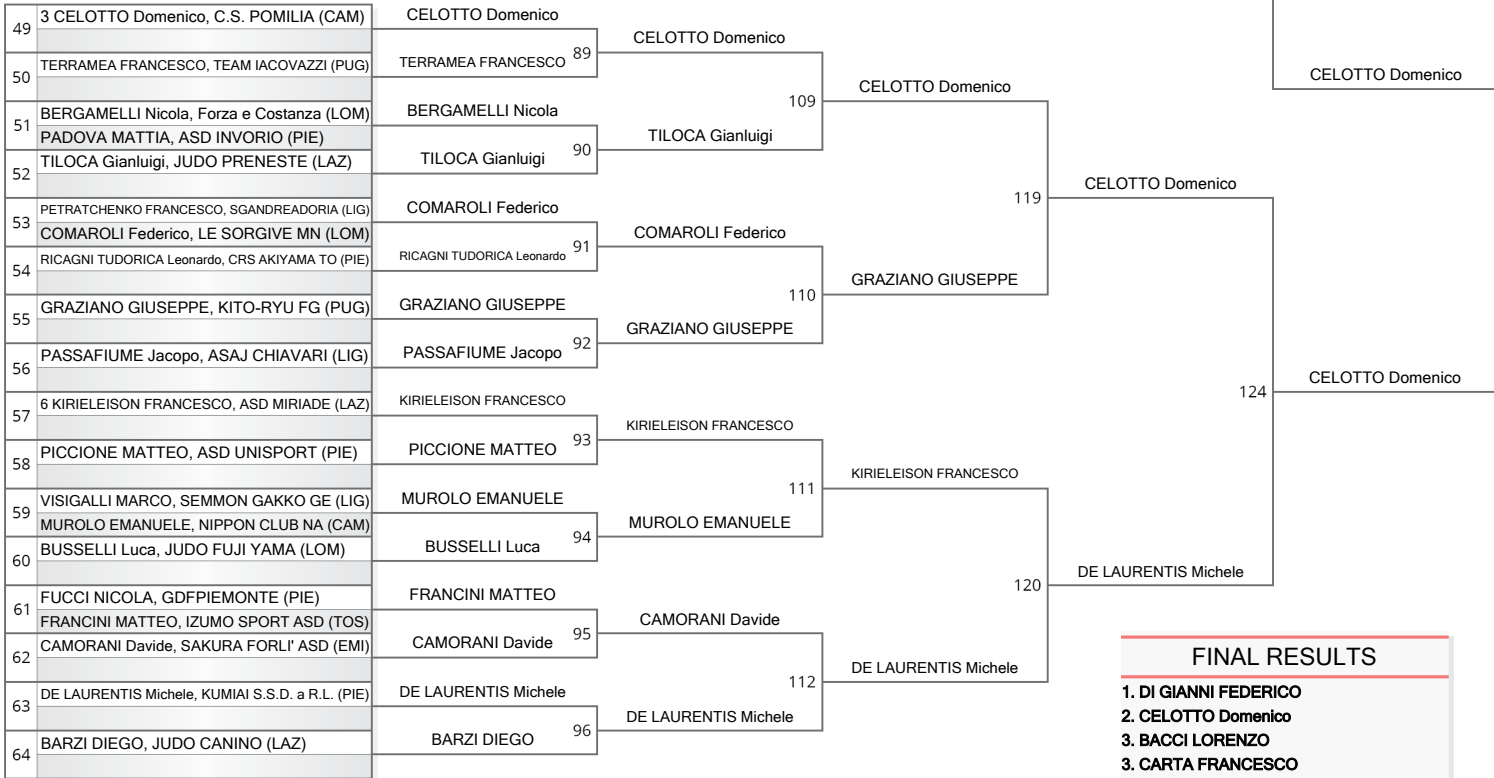 49
3 CELOTTO Domenico, C.S. POMILIA (CAM)
50
TERRAMEA FRANCESCO, TEAM IACOVAZZI (PUG)
51
BERGAMELLI Nicola, Forza e Costanza (LOM)
PADOVA MATTIA, ASD INVORIO (PIE)
52
TILOCA Gianluigi, JUDO PRENESTE (LAZ)
53
PETRATCHENKO FRANCESCO, SGANDREADORIA (LIG)
COMAROLI Federico, LE SORGIVE MN (LOM)
54
RICAGNI TUDORICA Leonardo, CRS AKIYAMA TO (PIE)
55
GRAZIANO GIUSEPPE, KITO-RYU FG (PUG)
56
PASSAFIUME Jacopo, ASAJ CHIAVARI (LIG)
57
6 KIRIELEISON FRANCESCO, ASD MIRIADE (LAZ)
58
PICCIONE MATTEO, ASD UNISPORT (PIE)
59
VISIGALLI MARCO, SEMMON GAKKO GE (LIG)
MUROLO EMANUELE, NIPPON CLUB NA (CAM)
60
BUSSELLI Luca, JUDO FUJI YAMA (LOM)
61
FUCCI NICOLA, GDFPIEMONTE (PIE)
FRANCINI MATTEO, IZUMO SPORT ASD (TOS)
62
CAMORANI Davide, SAKURA FORLI' ASD (EMI)
63
DE LAURENTIS Michele, KUMIAI S.S.D. a R.L. (PIE)
64
BARZI DIEGO, JUDO CANINO (LAZ)
CELOTTO Domenico
89
TERRAMEA FRANCESCO
BERGAMELLI Nicola
90
TILOCA Gianluigi
COMAROLI Federico
91
RICAGNI TUDORICA Leonardo
GRAZIANO GIUSEPPE
92
PASSAFIUME Jacopo
KIRIELEISON FRANCESCO
93
PICCIONE MATTEO
MUROLO EMANUELE
94
BUSSELLI Luca
FRANCINI MATTEO
95
CAMORANI Davide
DE LAURENTIS Michele
96
BARZI DIEGO
CELOTTO Domenico
109
TILOCA Gianluigi
COMAROLI Federico
110
GRAZIANO GIUSEPPE
KIRIELEISON FRANCESCO
111
MUROLO EMANUELE
CAMORANI Davide
112
DE LAURENTIS Michele
CELOTTO Domenico
119
GRAZIANO GIUSEPPE
KIRIELEISON FRANCESCO
120
DE LAURENTIS Michele
CELOTTO Domenico
124
DE LAURENTIS Michele
CELOTTO Domenico
CELOTTO Domenico
FINAL RESULTS
1. DI GIANNI FEDERICO
2. CELOTTO Domenico
3. BACCI LORENZO
3. CARTA FRANCESCO